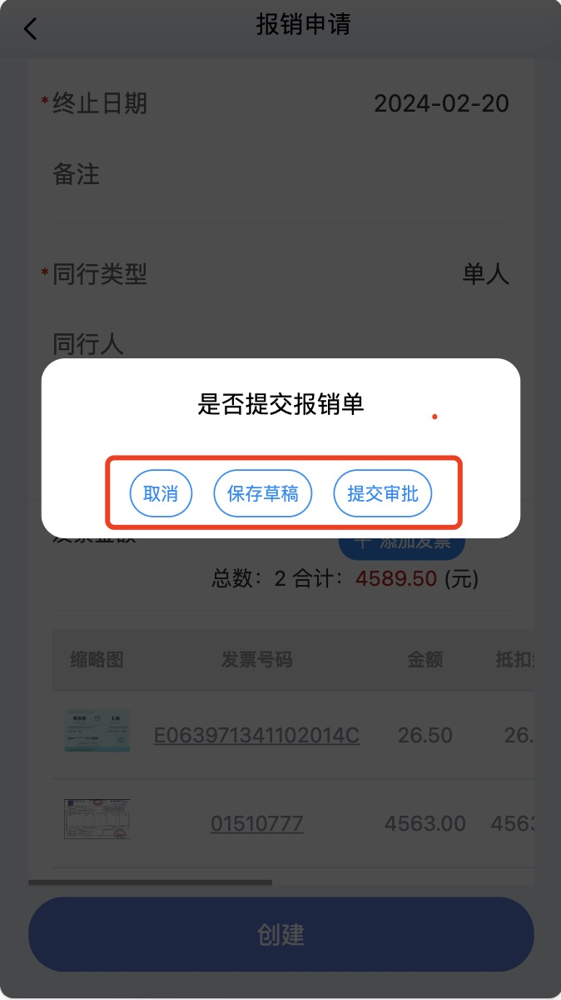 报销申请
*终止日期 2024-02-20
备注
*同行类型 单人
同行人
是否提交报销单
取消 保存草稿 提交审批
发票金额 + 添加发票
总数：2 合计：4589.50 (元)
缩略图 发票号码 金额 抵扣
E063971341102014C 26.50 26.
01510777 4563.00 456
创建